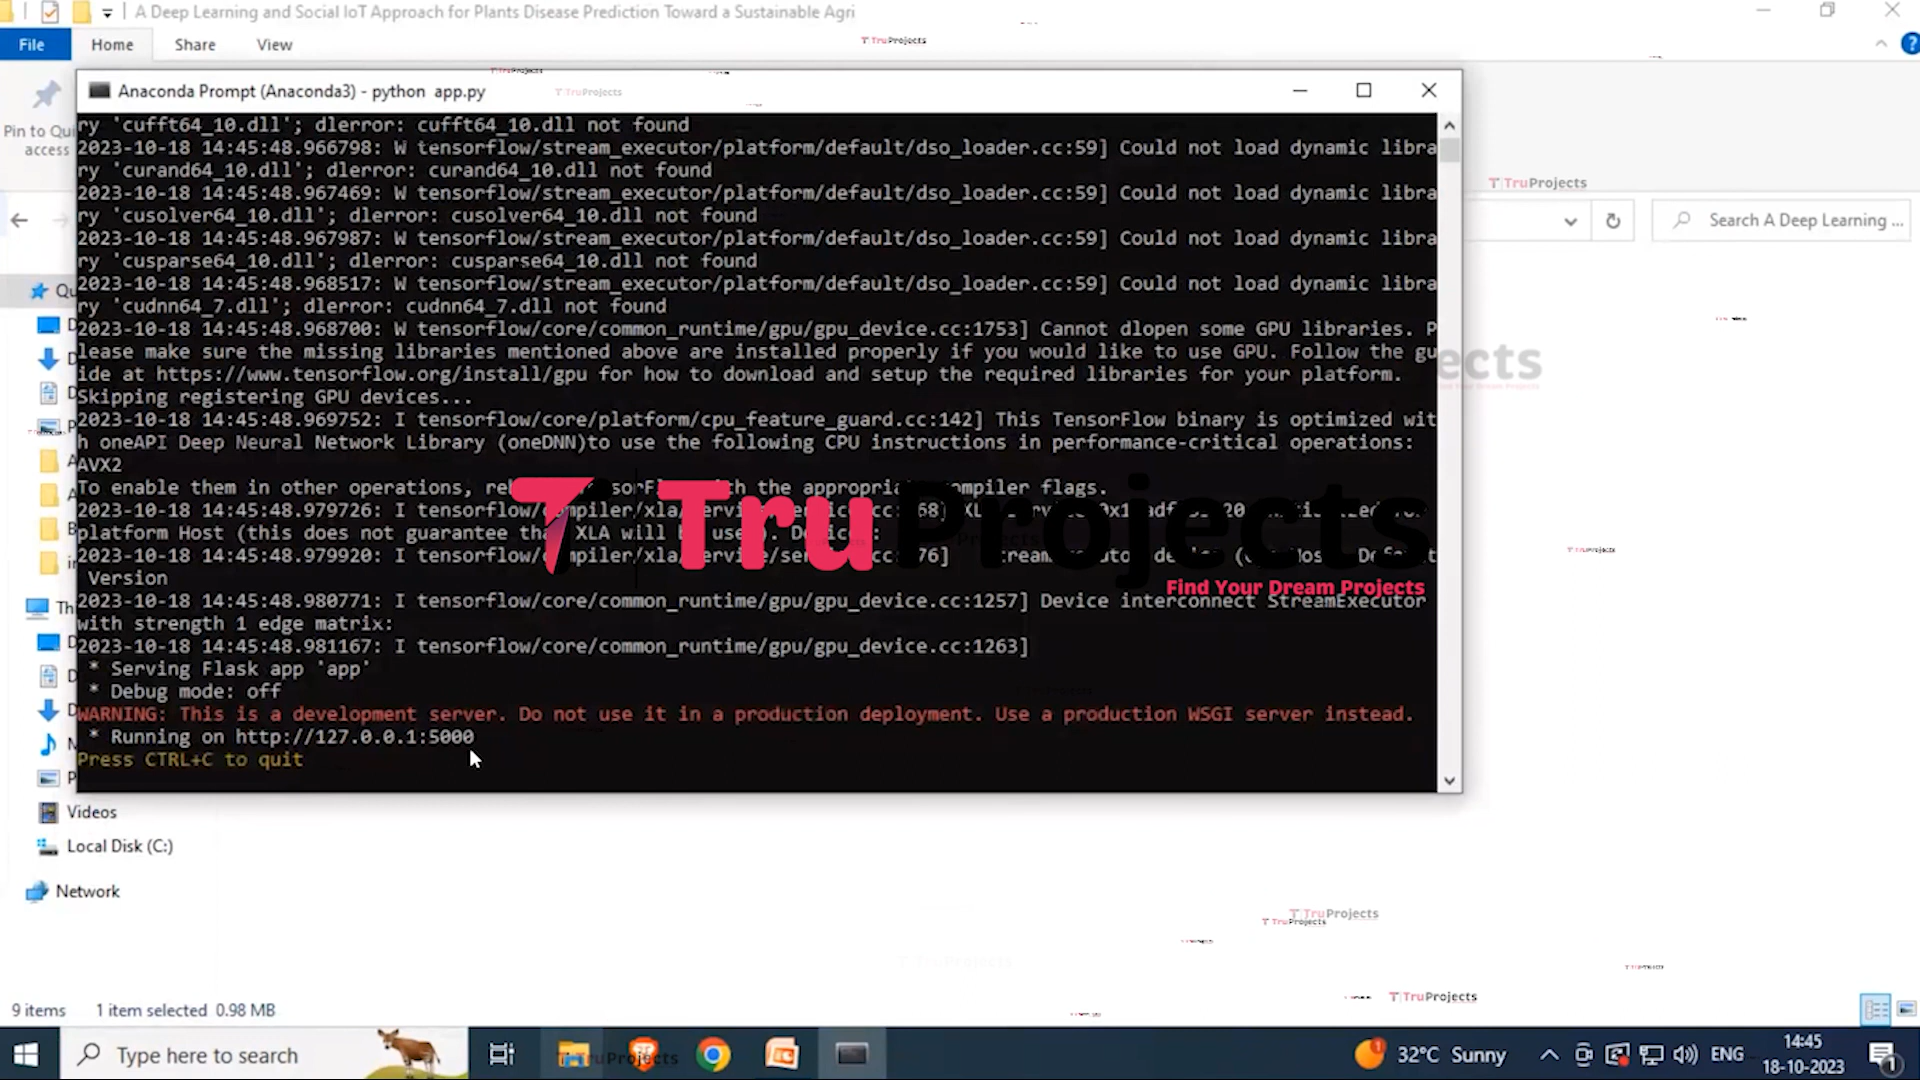 A Deep Learning and Social IoT Approach for Plants Disease Prediction Toward a Sustainable Agri
File Home Share View
TruProjects
Anaconda Prompt (Anaconda3) - python app.py
TruProjects
Pin to Qu
access
ry 'cufft64_10.dll'; dlerror: cufft64_10.dll not found
2023-10-18 14:45:48.966798: W tensorflow/stream_executor/platform/default/dso_loader.cc:59] Could not load dynamic libra
ry 'curand64_10.dll'; dlerror: curand64_10.dll not found
2023-10-18 14:45:48.967469: W tensorflow/stream_executor/platform/default/dso_loader.cc:59] Could not load dynamic libra
ry 'cusolver64_10.dll'; dlerror: cusolver64_10.dll not found
2023-10-18 14:45:48.967987: W tensorflow/stream_executor/platform/default/dso_loader.cc:59] Could not load dynamic libra
ry 'cusparse64_10.dll'; dlerror: cusparse64_10.dll not found
2023-10-18 14:45:48.968517: W tensorflow/stream_executor/platform/default/dso_loader.cc:59] Could not load dynamic libra
ry 'cudnn64_7.dll'; dlerror: cudnn64_7.dll not found
2023-10-18 14:45:48.968700: W tensorflow/core/common_runtime/gpu/gpu_device.cc:1753] Cannot dlopen some GPU libraries. P
lease make sure the missing libraries mentioned above are installed properly if you would like to use GPU. Follow the gu
ide at https://www.tensorflow.org/install/gpu for how to download and setup the required libraries for your platform.
Skipping registering GPU devices...
2023-10-18 14:45:48.969752: I tensorflow/core/platform/cpu_feature_guard.cc:142] This TensorFlow binary is optimized wit
h oneAPI Deep Neural Network Library (oneDNN)to use the following CPU instructions in performance-critical operations:
AVX2
To enable them in other operations, the compiler flags.
2023-10-18 14:45:48.979726: I
platform Host (this does not guarantee XLA will
2023-10-18 14:45:48.979920: I
Version
2023-10-18 14:45:48.980771: I tensorflow/core/common_runtime/gpu/gpu_device.cc:1257] Device interconnect StreamExecutor
with strength 1 edge matrix:
2023-10-18 14:45:48.981167: I tensorflow/core/common_runtime/gpu/gpu_device.cc:1263]
* Serving Flask app 'app'
* Debug mode: off
WARNING: This is a development server. Do not use it in a production deployment. Use a production WSGI server instead.
* Running on http://127.0.0.1:5000
Press CTRL+C to quit
TruProjects
Find Your Dream Projects
TruProjects
Search A Deep Learning ...
Videos
Local Disk (C:)
Network
TruProjects
TruProjects
TruProjects
9 items 1 item selected 0.98 MB
Type here to search
TruProjects
32°C Sunny
ENG
14:45
18-10-2023